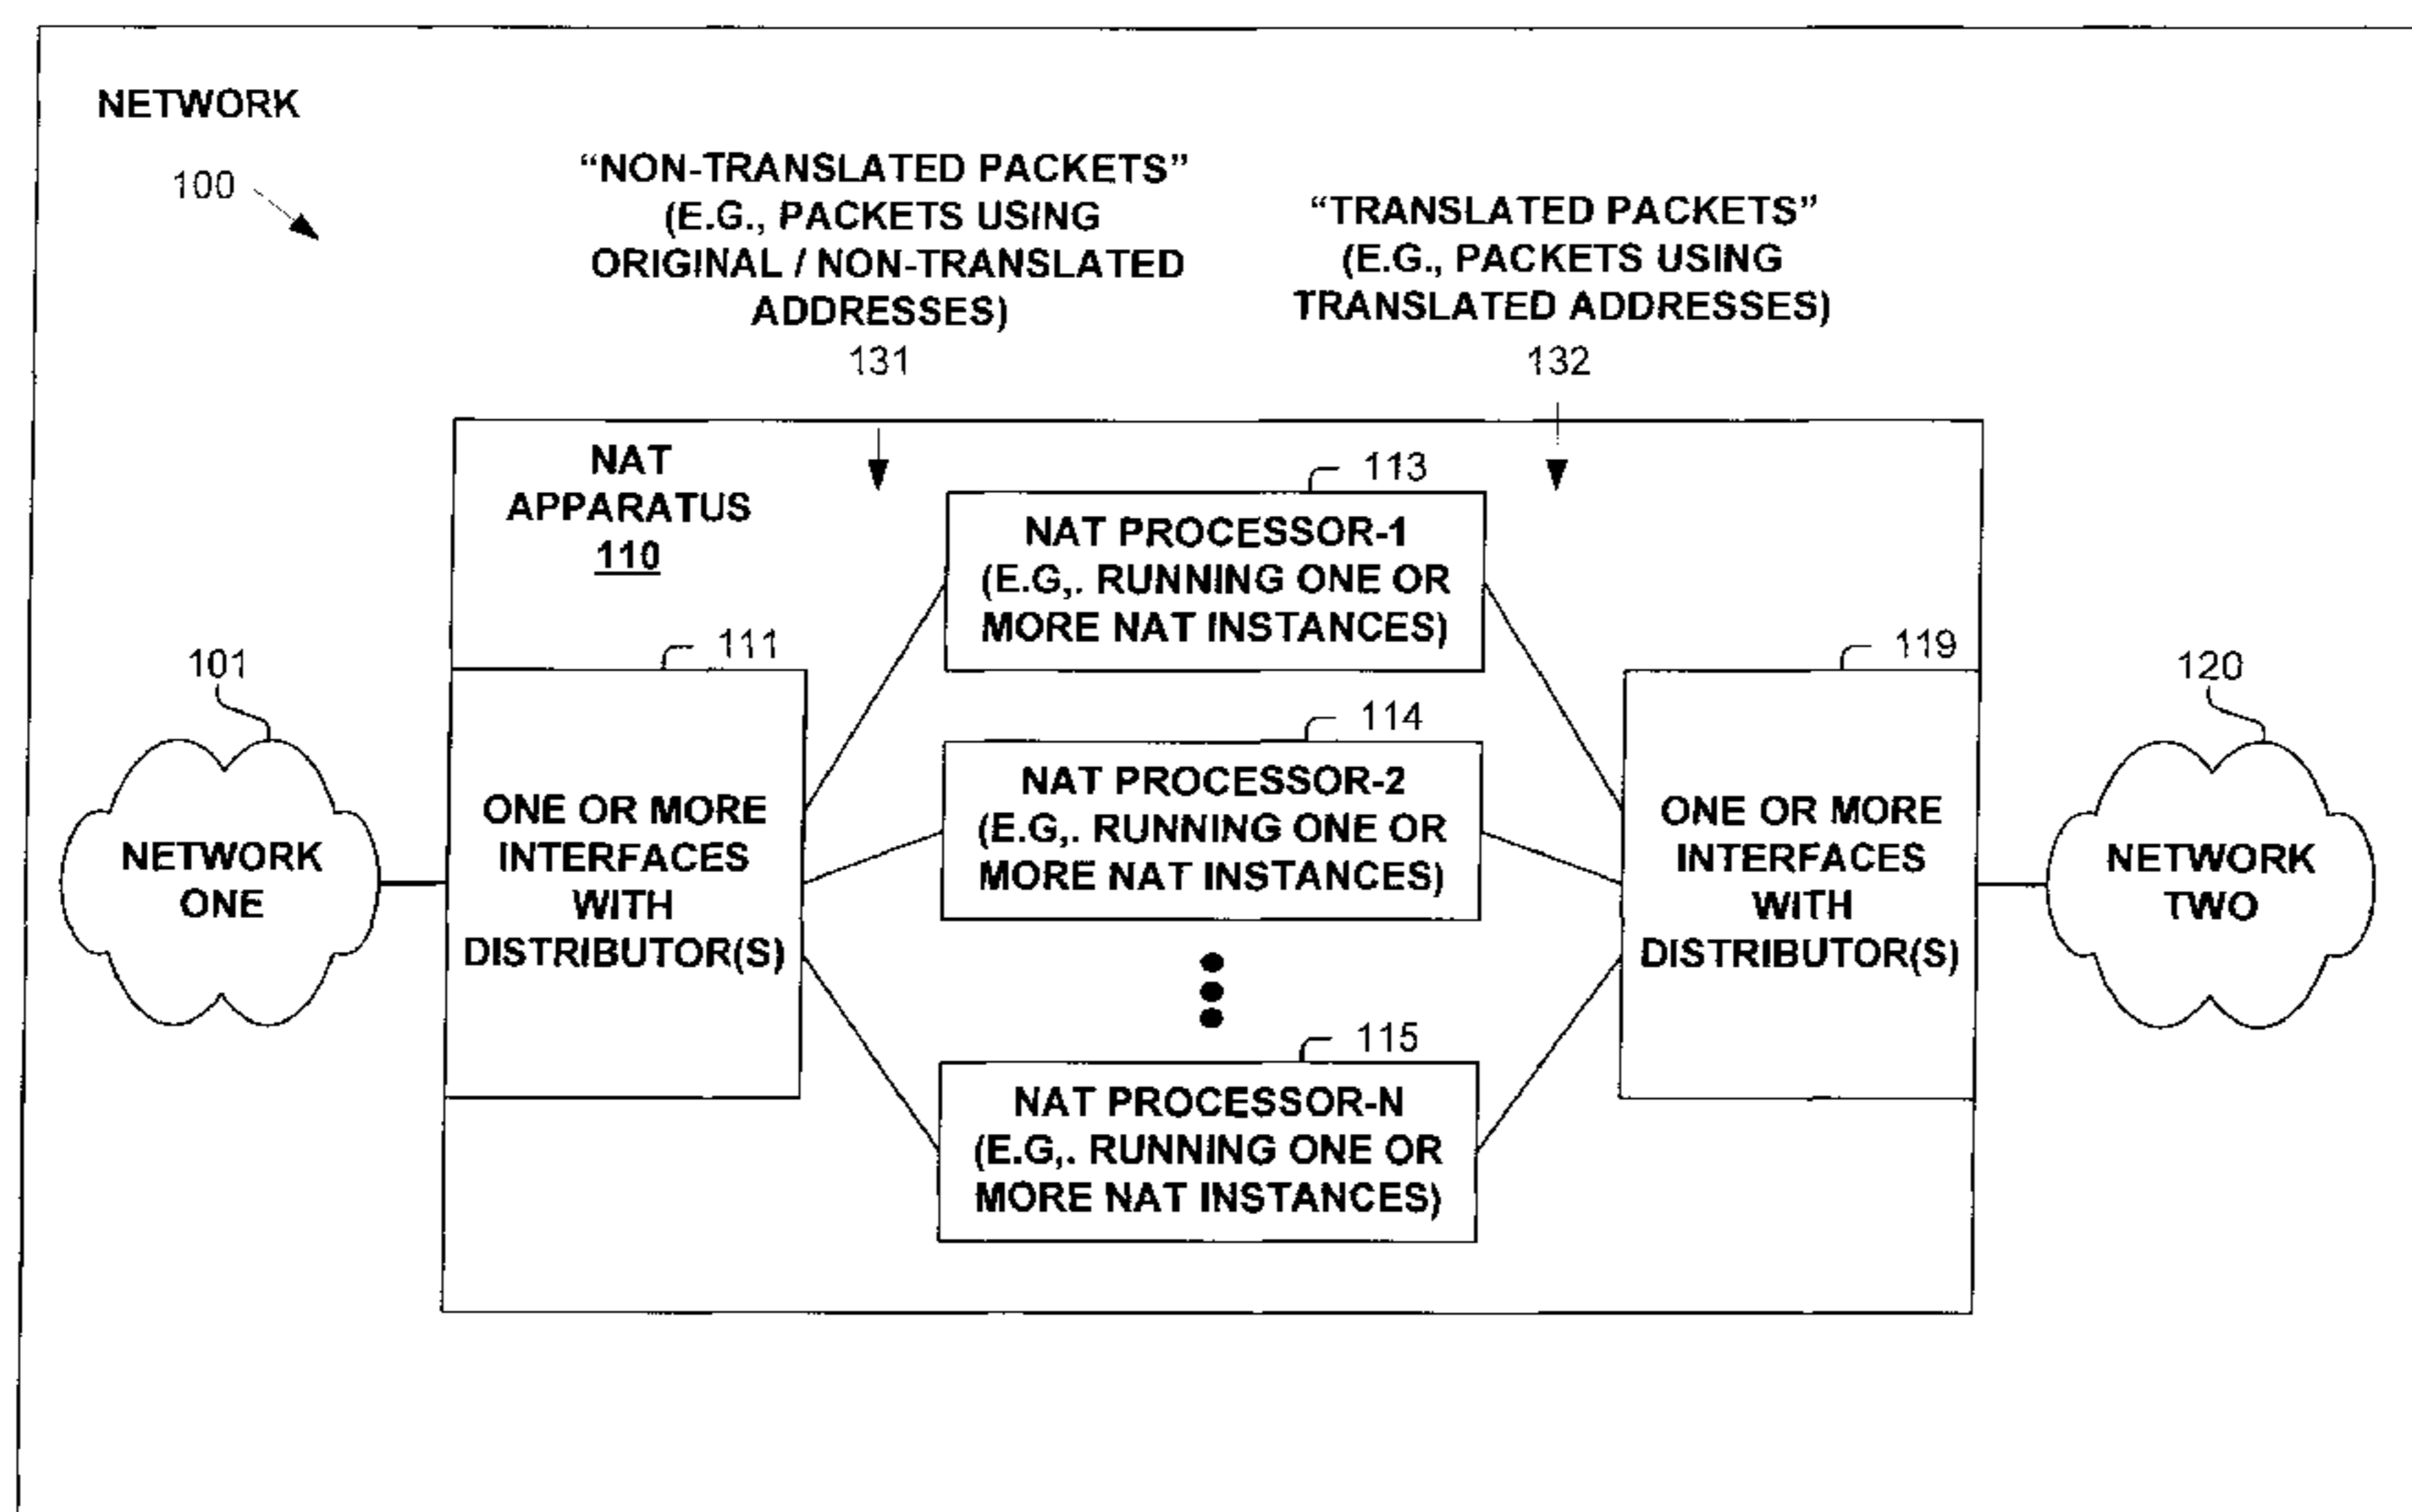 NETWORK
100
“NON-TRANSLATED PACKETS”
(E.G., PACKETS USING
ORIGINAL / NON-TRANSLATED
ADDRESSES)
131
“TRANSLATED PACKETS”
(E.G., PACKETS USING
TRANSLATED ADDRESSES)
132
NAT
APPARATUS
110
101
NETWORK
ONE
111
ONE OR MORE
INTERFACES
WITH
DISTRIBUTOR(S)
113
NAT PROCESSOR-1
(E.G,. RUNNING ONE OR
MORE NAT INSTANCES)
114
NAT PROCESSOR-2
(E.G,. RUNNING ONE OR
MORE NAT INSTANCES)
115
NAT PROCESSOR-N
(E.G,. RUNNING ONE OR
MORE NAT INSTANCES)
119
ONE OR MORE
INTERFACES
WITH
DISTRIBUTOR(S)
120
NETWORK
TWO